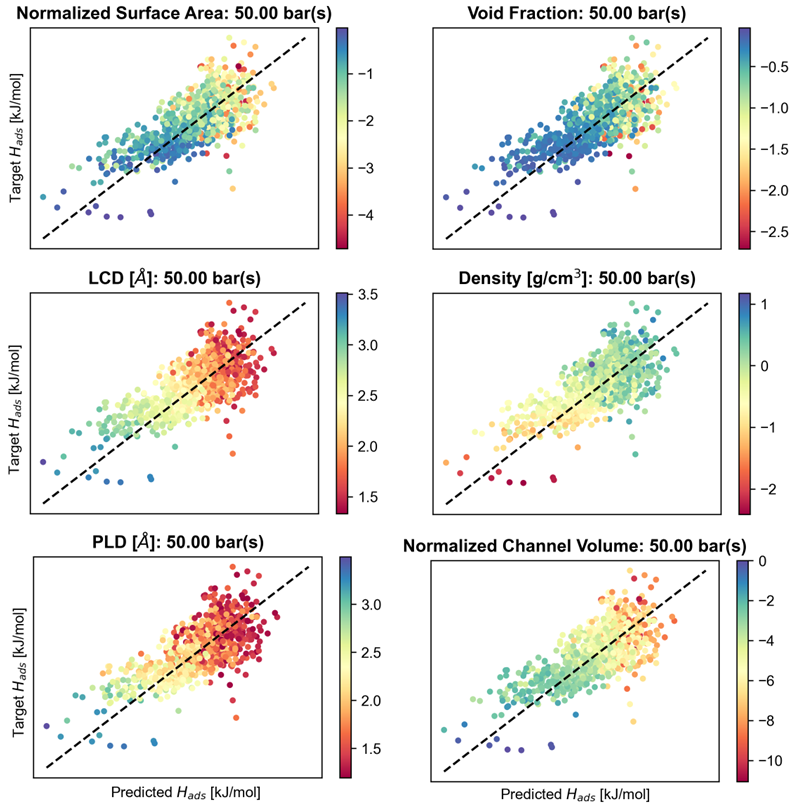 Normalized Surface Area: 50.00 bar(s)
Target H_ads [kJ/mol]
−1
−2
−3
−4
Void Fraction: 50.00 bar(s)
−0.5
−1.0
−1.5
−2.0
−2.5
LCD [Å]: 50.00 bar(s)
Target H_ads [kJ/mol]
3.5
3.0
2.5
2.0
1.5
Density [g/cm³]: 50.00 bar(s)
1
0
−1
−2
PLD [Å]: 50.00 bar(s)
Target H_ads [kJ/mol]
Predicted H_ads [kJ/mol]
3.0
2.5
2.0
1.5
Normalized Channel Volume: 50.00 bar(s)
Predicted H_ads [kJ/mol]
0
−2
−4
−6
−8
−10